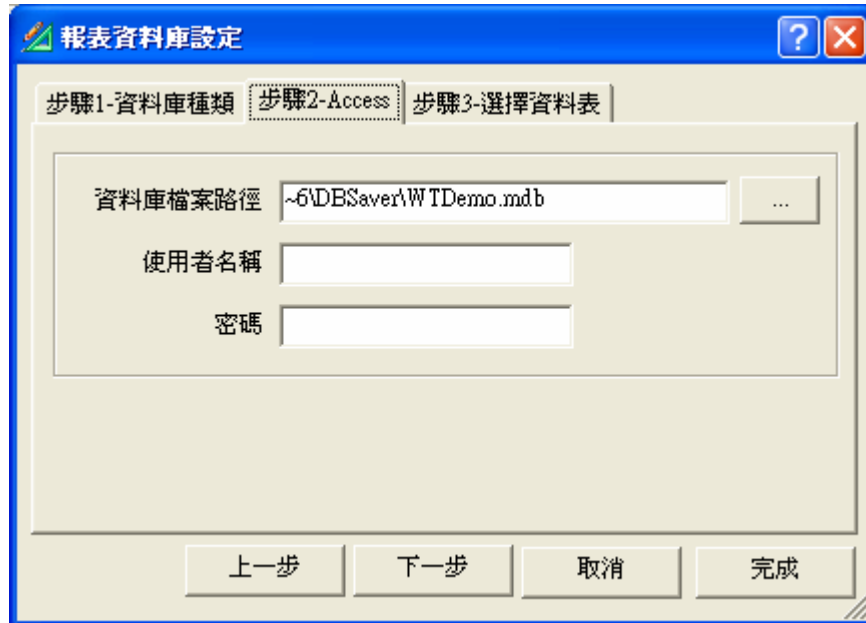 報表資料庫設定
步驟1-資料庫種類 步驟2-Access 步驟3-選擇資料表
資料庫檔案路徑 ~6\DBSaver\WTDemo.mdb ...
使用者名稱
密碼
上一步 下一步 取消 完成